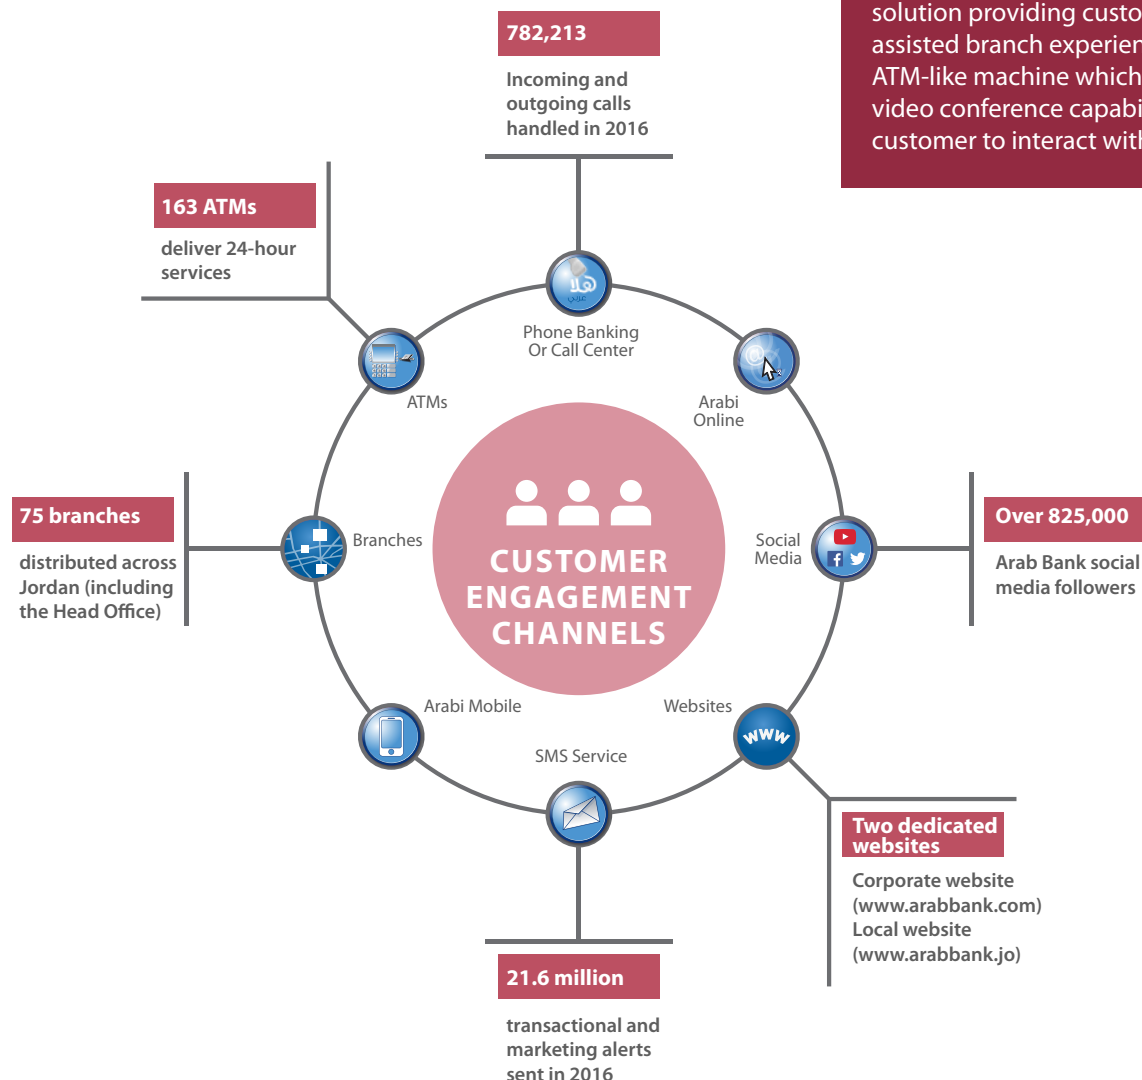 solution providing
assisted branch
ATM-like machine which
video conference
customer to interact
782,213
Incoming and
outgoing calls
handled in 2016
163 ATMs
deliver 24-hour
services
هلا
عربي
Phone Banking
Or Call Center
ATMs
Arabi
Online
75 branches
distributed across
Jordan (including
the Head Office)
Branches
CUSTOMER
ENGAGEMENT
CHANNELS
Social
Media
Over 825,000
Arab Bank social
media followers
Arabi Mobile
Websites
www
SMS Service
Two dedicated
websites
Corporate website
(www.arabbank.com)
Local website
(www.arabbank.jo)
21.6 million
transactional and
marketing alerts
sent in 2016